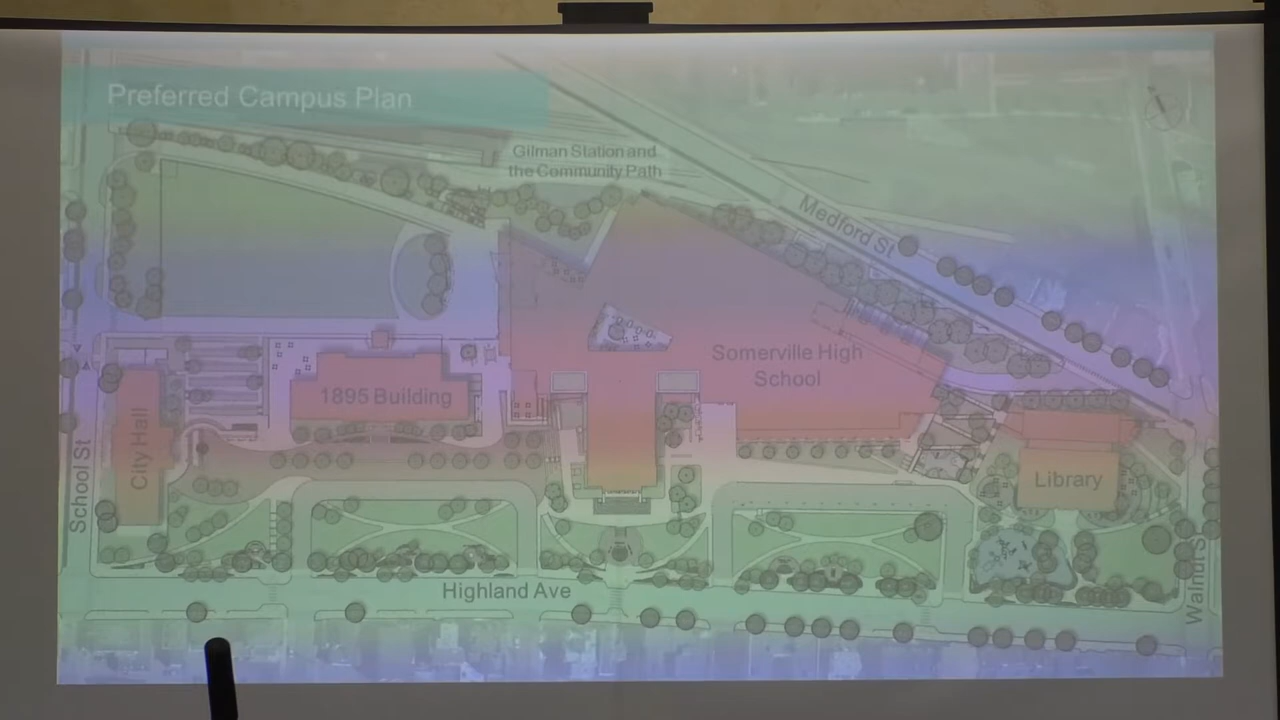 Preferred Campus Plan
Gilman Station and
the Community Path
Medford St
Somerville High
School
1895 Building
City Hall
School St
Library
Highland Ave
Walnut S